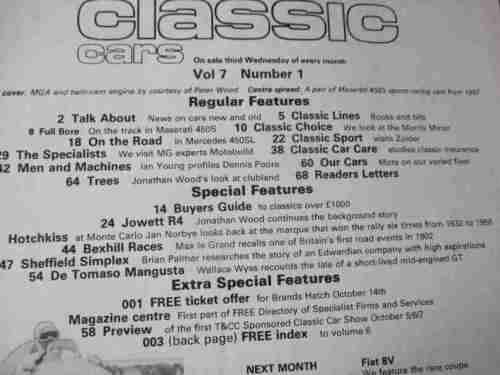 classic
cars
On sale third Wednesday of every month
Vol 7 Number 1
cover: MGA and twin-cam engine by courtesy of Peter Wood Centre spread: A pair of Maserati 450S sports-racing cars from 1957
Regular Features
2 Talk About News on cars new and old 5 Classic Lines Books and bits
8 Full Bore On the track in Maserati 450S 10 Classic Choice We look at the Morris Minor
18 On the Road in Mercedes 450SL 22 Classic Sport visits Zolder
29 The Specialists We visit MG experts Motobuild 38 Classic Car Care studies classic insurance
42 Men and Machines Ian Young profiles Dennis Poore 60 Our Cars More on our varied fleet
64 Trees Jonathan Wood's look at clubland 68 Readers Letters
Special Features
14 Buyers Guide to classics over £1000
24 Jowett R4 Jonathan Wood continues the background story
Hotchkiss at Monte Carlo Jan Norbye looks back at the marque that won the rally six times from 1932 to 1950
44 Bexhill Races Max le Grand recalls one of Britain's first road events in 1902
47 Sheffield Simplex Brian Palmer researches the story of an Edwardian company with high aspirations
54 De Tomaso Mangusta Wallace Wyss recounts the tale of a short-lived mid-engined GT
Extra Special Features
001 FREE ticket offer for Brands Hatch October 14th
Magazine centre First part of FREE Directory of Specialist Firms and Services
58 Preview of the first T&CC Sponsored Classic Car Show October 5/6/7
003 (back page) FREE index to volume 6
NEXT MONTH Fiat 8V
We feature the rare coupe